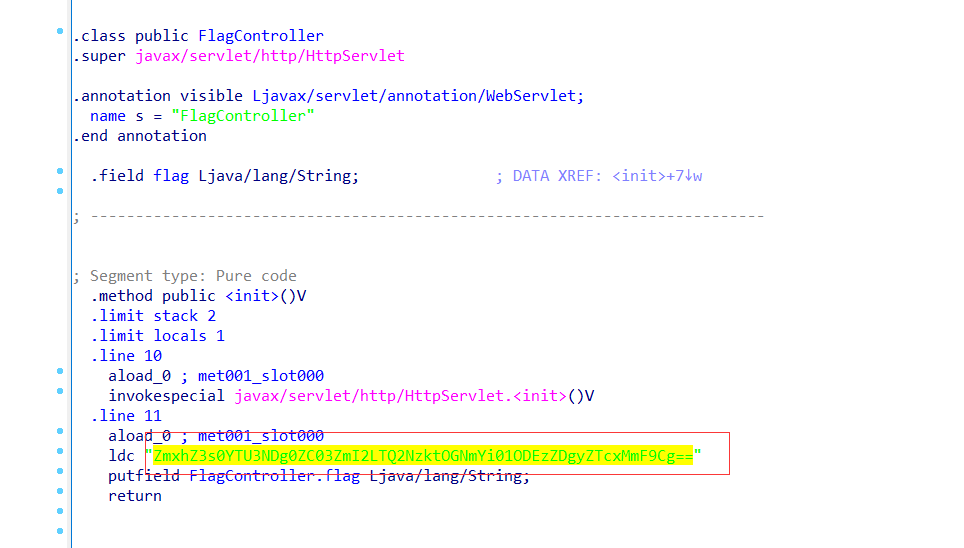 .class public FlagController
.super javax/servlet/http/HttpServlet
.annotation visible Ljavax/servlet/annotation/WebServlet;
name s = "FlagController"
.end annotation
.field flag Ljava/lang/String; ; DATA XREF: <init>+7↓w
; ---------------------------------------------------------------------------
; Segment type: Pure code
.method public <init>()V
.limit stack 2
.limit locals 1
.line 10
aload_0 ; met001_slot000
invokespecial javax/servlet/http/HttpServlet.<init>()V
.line 11
aload_0 ; met001_slot000
ldc "ZmxhZ3s0YTU3NDg0ZC03ZmI2LTQ2NzktOGNmYi01ODEzZDgyZTcxMmF9Cg=="
putfield FlagController.flag Ljava/lang/String;
return